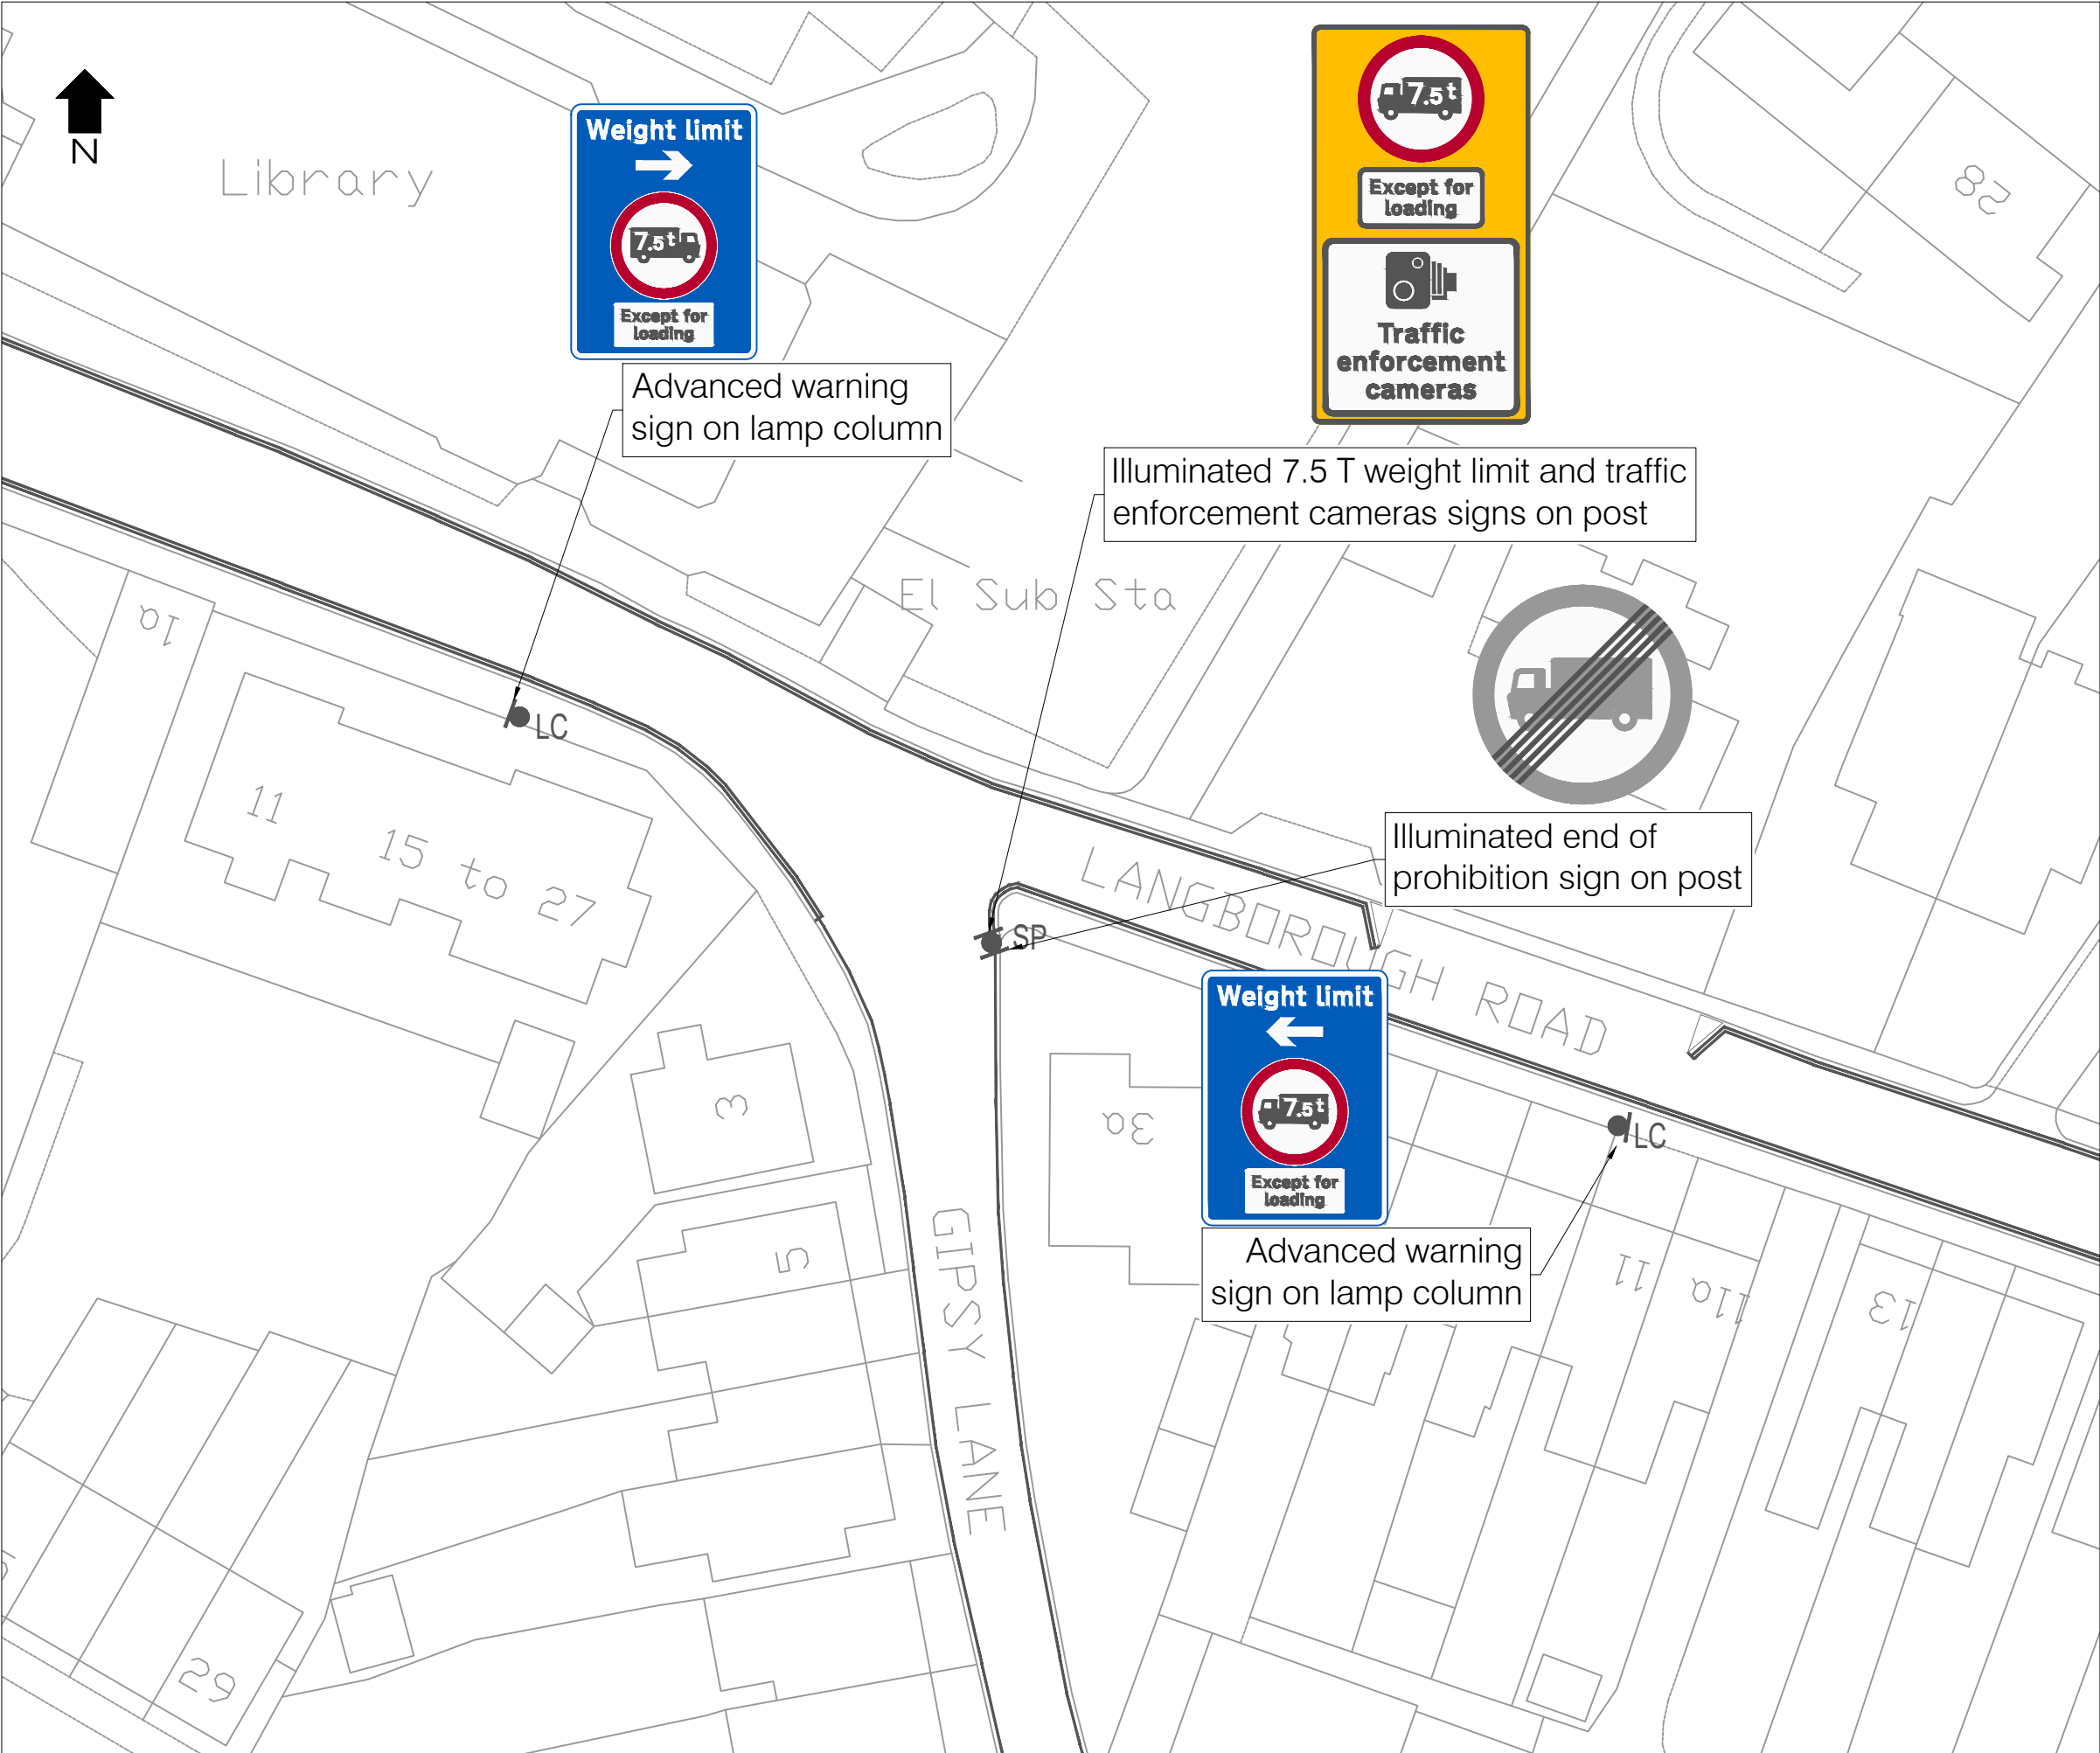 N
Library
Weight limit
7.5t
Except for
loading
Advanced warning
sign on lamp column
7.5t
Except for
loading
Traffic
enforcement
cameras
Illuminated 7.5 T weight limit and traffic
enforcement cameras signs on post
28
El Sub Sta
1a
LC
11
15 to 27
Illuminated end of
prohibition sign on post
LANGBOROUGH ROAD
SP
Weight limit
7.5t
Except for
loading
Advanced warning
sign on lamp column
LC
3
3a
5
GIPSY LANE
11
11a
13
29